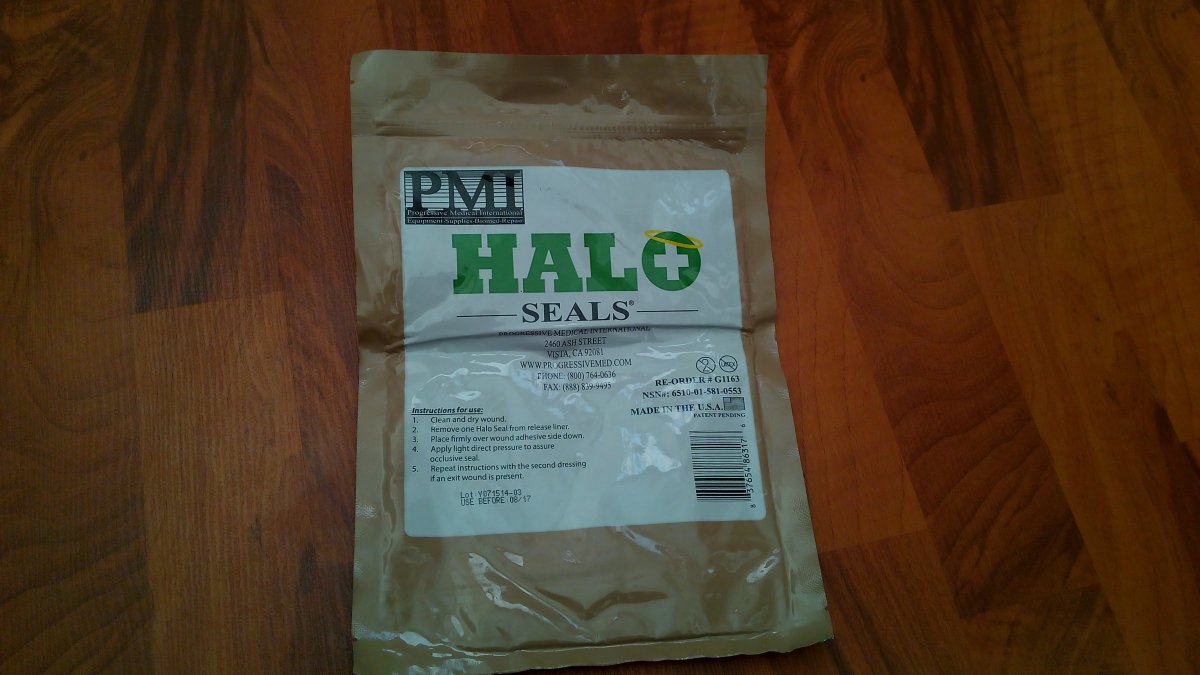 PMI
Progressive Medical International
Equipment-Supplies-Biomed-Repair
HALO
SEALS®
PROGRESSIVE MEDICAL INTERNATIONAL
2460 ASH STREET
VISTA, CA 92081
WWW.PROGRESSIVEMED.COM
PHONE: (800) 764-0636
FAX: (888) 839-9495
RE-ORDER # G1163
NSN#: 6510-01-581-0553
MADE IN THE U.S.A.
PATENT PENDING
Instructions for use:
1. Clean and dry wound.
2. Remove one Halo Seal from release liner.
3. Place firmly over wound adhesive side down.
4. Apply light direct pressure to assure
occlusive seal.
5. Repeat instructions with the second dressing
if an exit wound is present.
Lot Y071514-03
USE BEFORE 08/17
8 37654 86317 6